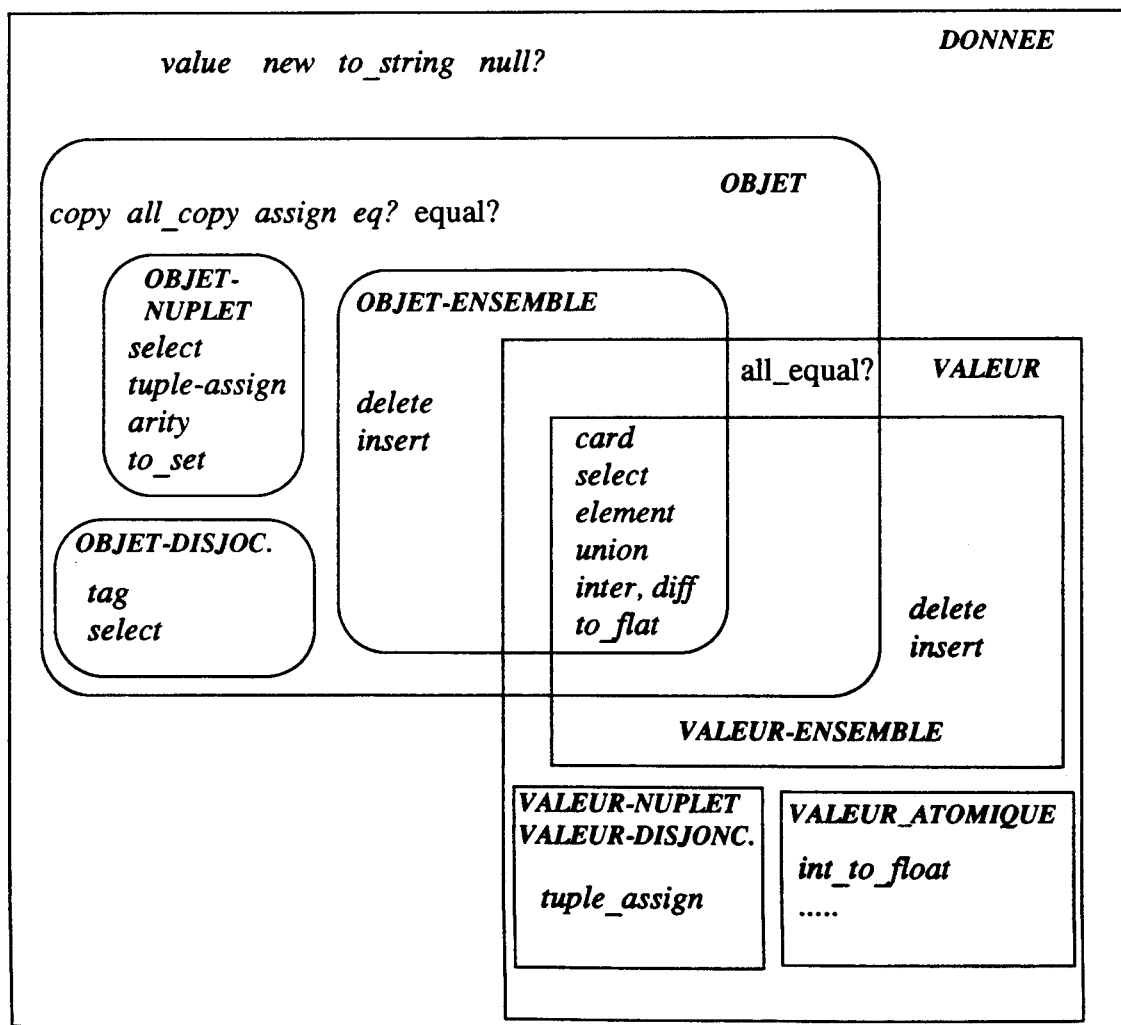 DONNEE
value new to_string null?
OBJET
copy all_copy assign eq? equal?
OBJET-
NUPLET
select
tuple-assign
arity
to_set
OBJET-ENSEMBLE
delete
insert
all_equal? VALEUR
card
select
element
union
inter, diff
to_flat
OBJET-DISJOC.
tag
select
delete
insert
VALEUR-ENSEMBLE
VALEUR-NUPLET
VALEUR-DISJONC.
tuple_assign
VALEUR_ATOMIQUE
int_to_float
.....